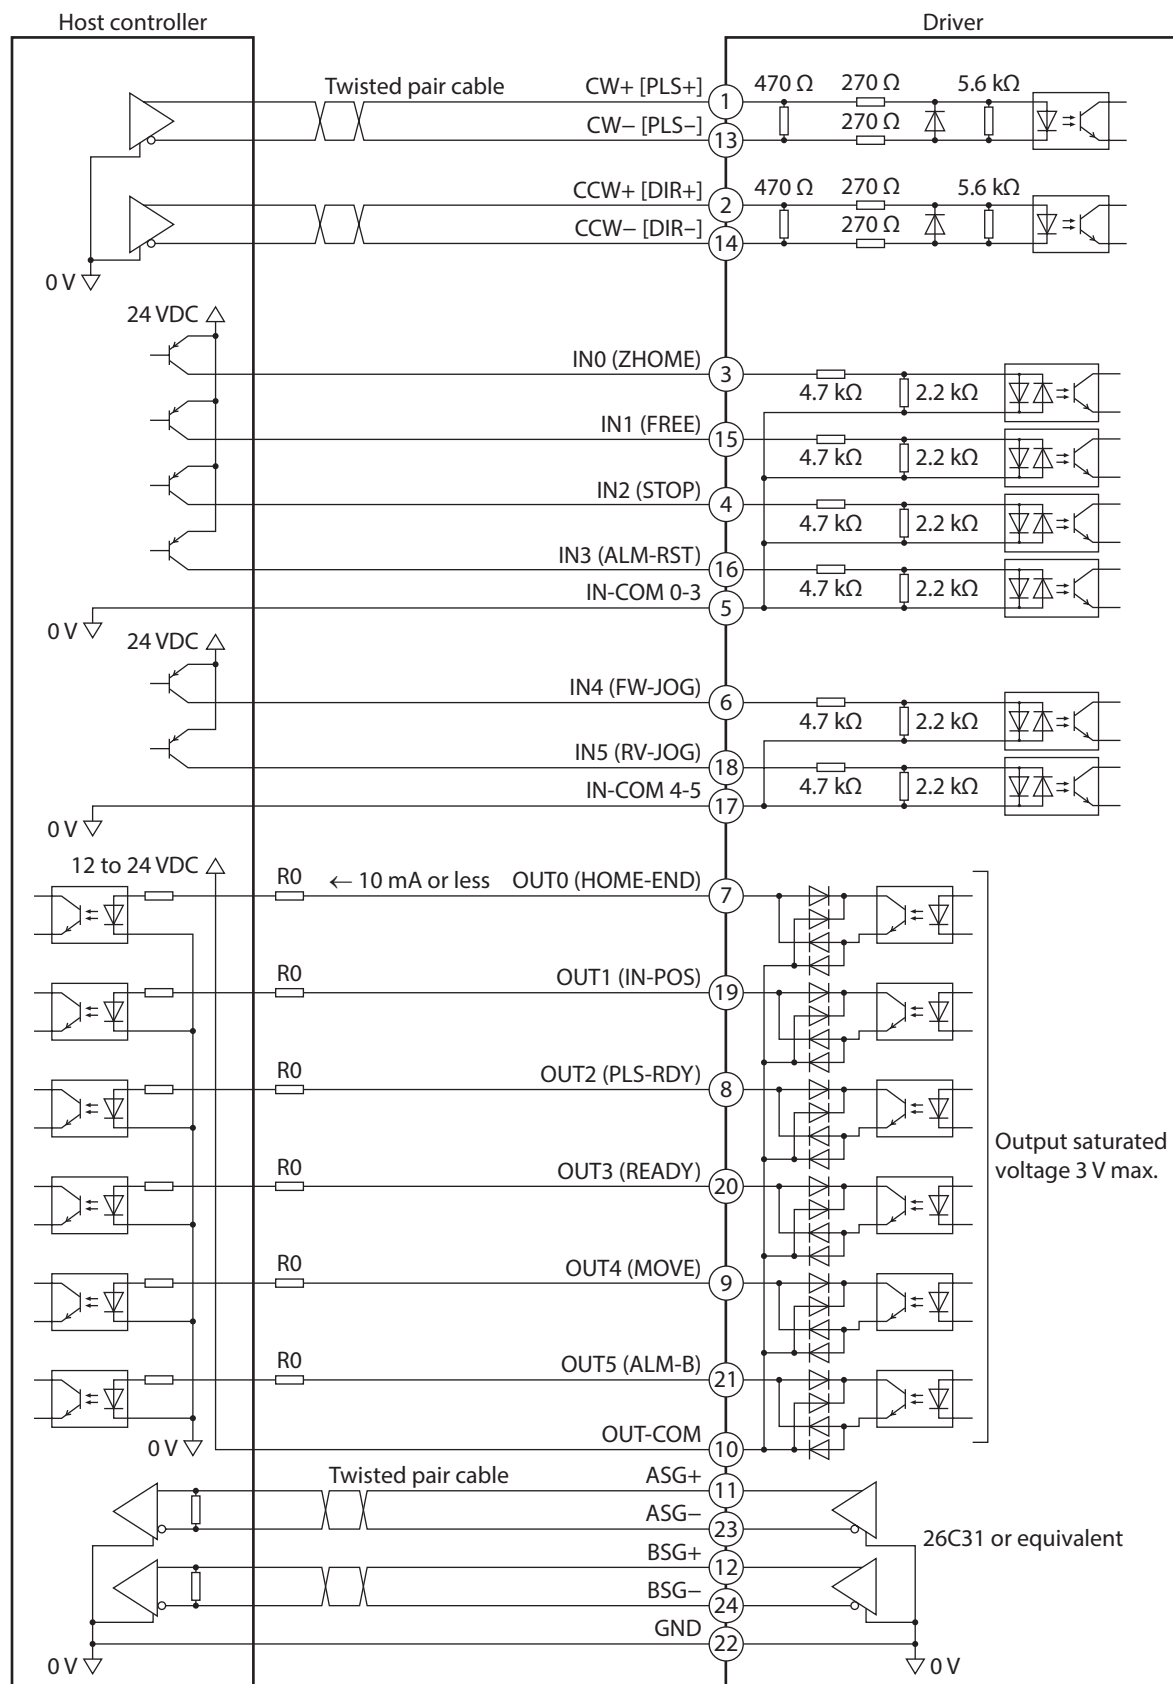 Host controller
Driver
Twisted pair cable
CW+ [PLS+]
1
470 Ω
270 Ω
5.6 kΩ
CW− [PLS−]
13
270 Ω
CCW+ [DIR+]
2
470 Ω
270 Ω
5.6 kΩ
CCW− [DIR−]
14
270 Ω
0 V
24 VDC
IN0 (ZHOME)
3
4.7 kΩ
2.2 kΩ
IN1 (FREE)
15
4.7 kΩ
2.2 kΩ
IN2 (STOP)
4
4.7 kΩ
2.2 kΩ
IN3 (ALM-RST)
16
4.7 kΩ
2.2 kΩ
IN-COM 0-3
5
0 V
24 VDC
IN4 (FW-JOG)
6
4.7 kΩ
2.2 kΩ
IN5 (RV-JOG)
18
4.7 kΩ
2.2 kΩ
IN-COM 4-5
17
0 V
12 to 24 VDC
R0
← 10 mA or less
OUT0 (HOME-END)
7
R0
OUT1 (IN-POS)
19
R0
OUT2 (PLS-RDY)
8
Output saturated
voltage 3 V max.
R0
OUT3 (READY)
20
R0
OUT4 (MOVE)
9
R0
OUT5 (ALM-B)
21
0 V
OUT-COM
10
Twisted pair cable
ASG+
11
ASG−
23
26C31 or equivalent
BSG+
12
BSG−
24
GND
22
0 V
0 V